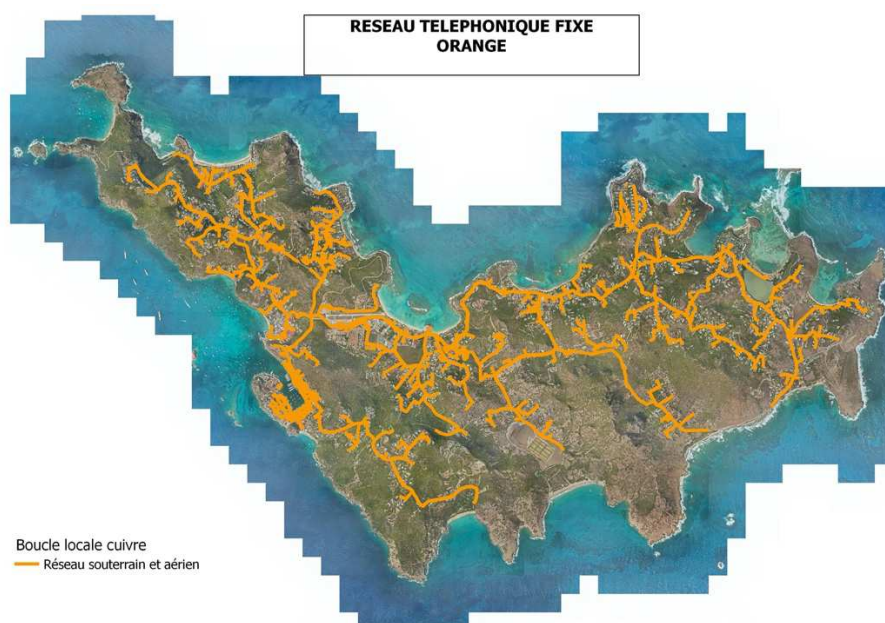 RESEAU TELEPHONIQUE FIXE
ORANGE
Boucle locale cuivre
Réseau souterrain et aérien